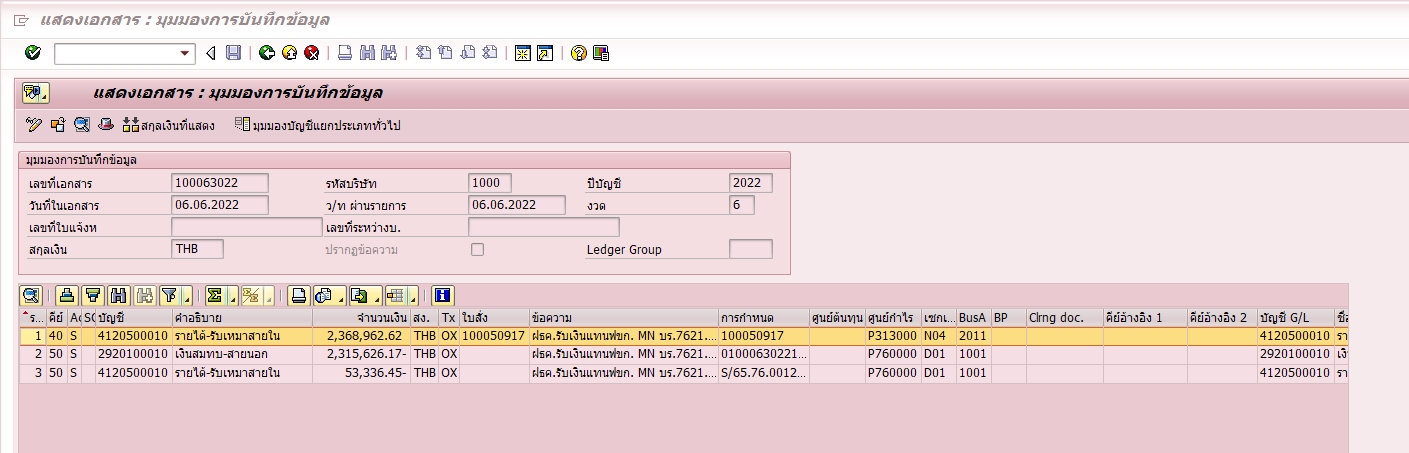 แสดงเอกสาร : มุมมองการบันทึกข้อมูล
แสดงเอกสาร : มุมมองการบันทึกข้อมูล
สกุลเงินที่แสดง มุมมองบัญชีแยกประเภททั่วไป
มุมมองการบันทึกข้อมูล
เลขที่เอกสาร 100063022 รหัสบริษัท 1000 ปีบัญชี 2022
วันที่ในเอกสาร 06.06.2022 ว/ท ผ่านรายการ 06.06.2022 งวด 6
เลขที่ใบแจ้งห เลขที่ระหว่างบ.
สกุลเงิน THB ปรากฏข้อความ Ledger Group
ร... คีย์ Ac SG บัญชี คำอธิบาย จำนวนเงิน สง. Tx ใบสั่ง ข้อความ การกำหนด ศูนย์ต้นทุน ศูนย์กำไร เซกเ... BusA BP Clrng doc. คีย์อ้างอิง 1 คีย์อ้างอิง 2 บัญชี G/L ชื่อ
1 40 S 4120500010 รายได้-รับเหมาสายใน 2,368,962.62 THB OX 100050917 ฝธค.รับเงินแทนฟขก. MN บร.7621.... 100050917 P313000 N04 2011 4120500010 รา
2 50 S 2920100010 เงินสมทบ-สายนอก 2,315,626.17- THB OX ฝธค.รับเงินแทนฟขก. MN บร.7621.... 01000630221... P760000 D01 1001 2920100010 เงิ
3 50 S 4120500010 รายได้-รับเหมาสายใน 53,336.45- THB OX ฝธค.รับเงินแทนฟขก. MN บร.7621.... S/65.76.0012... P760000 D01 1001 4120500010 รา